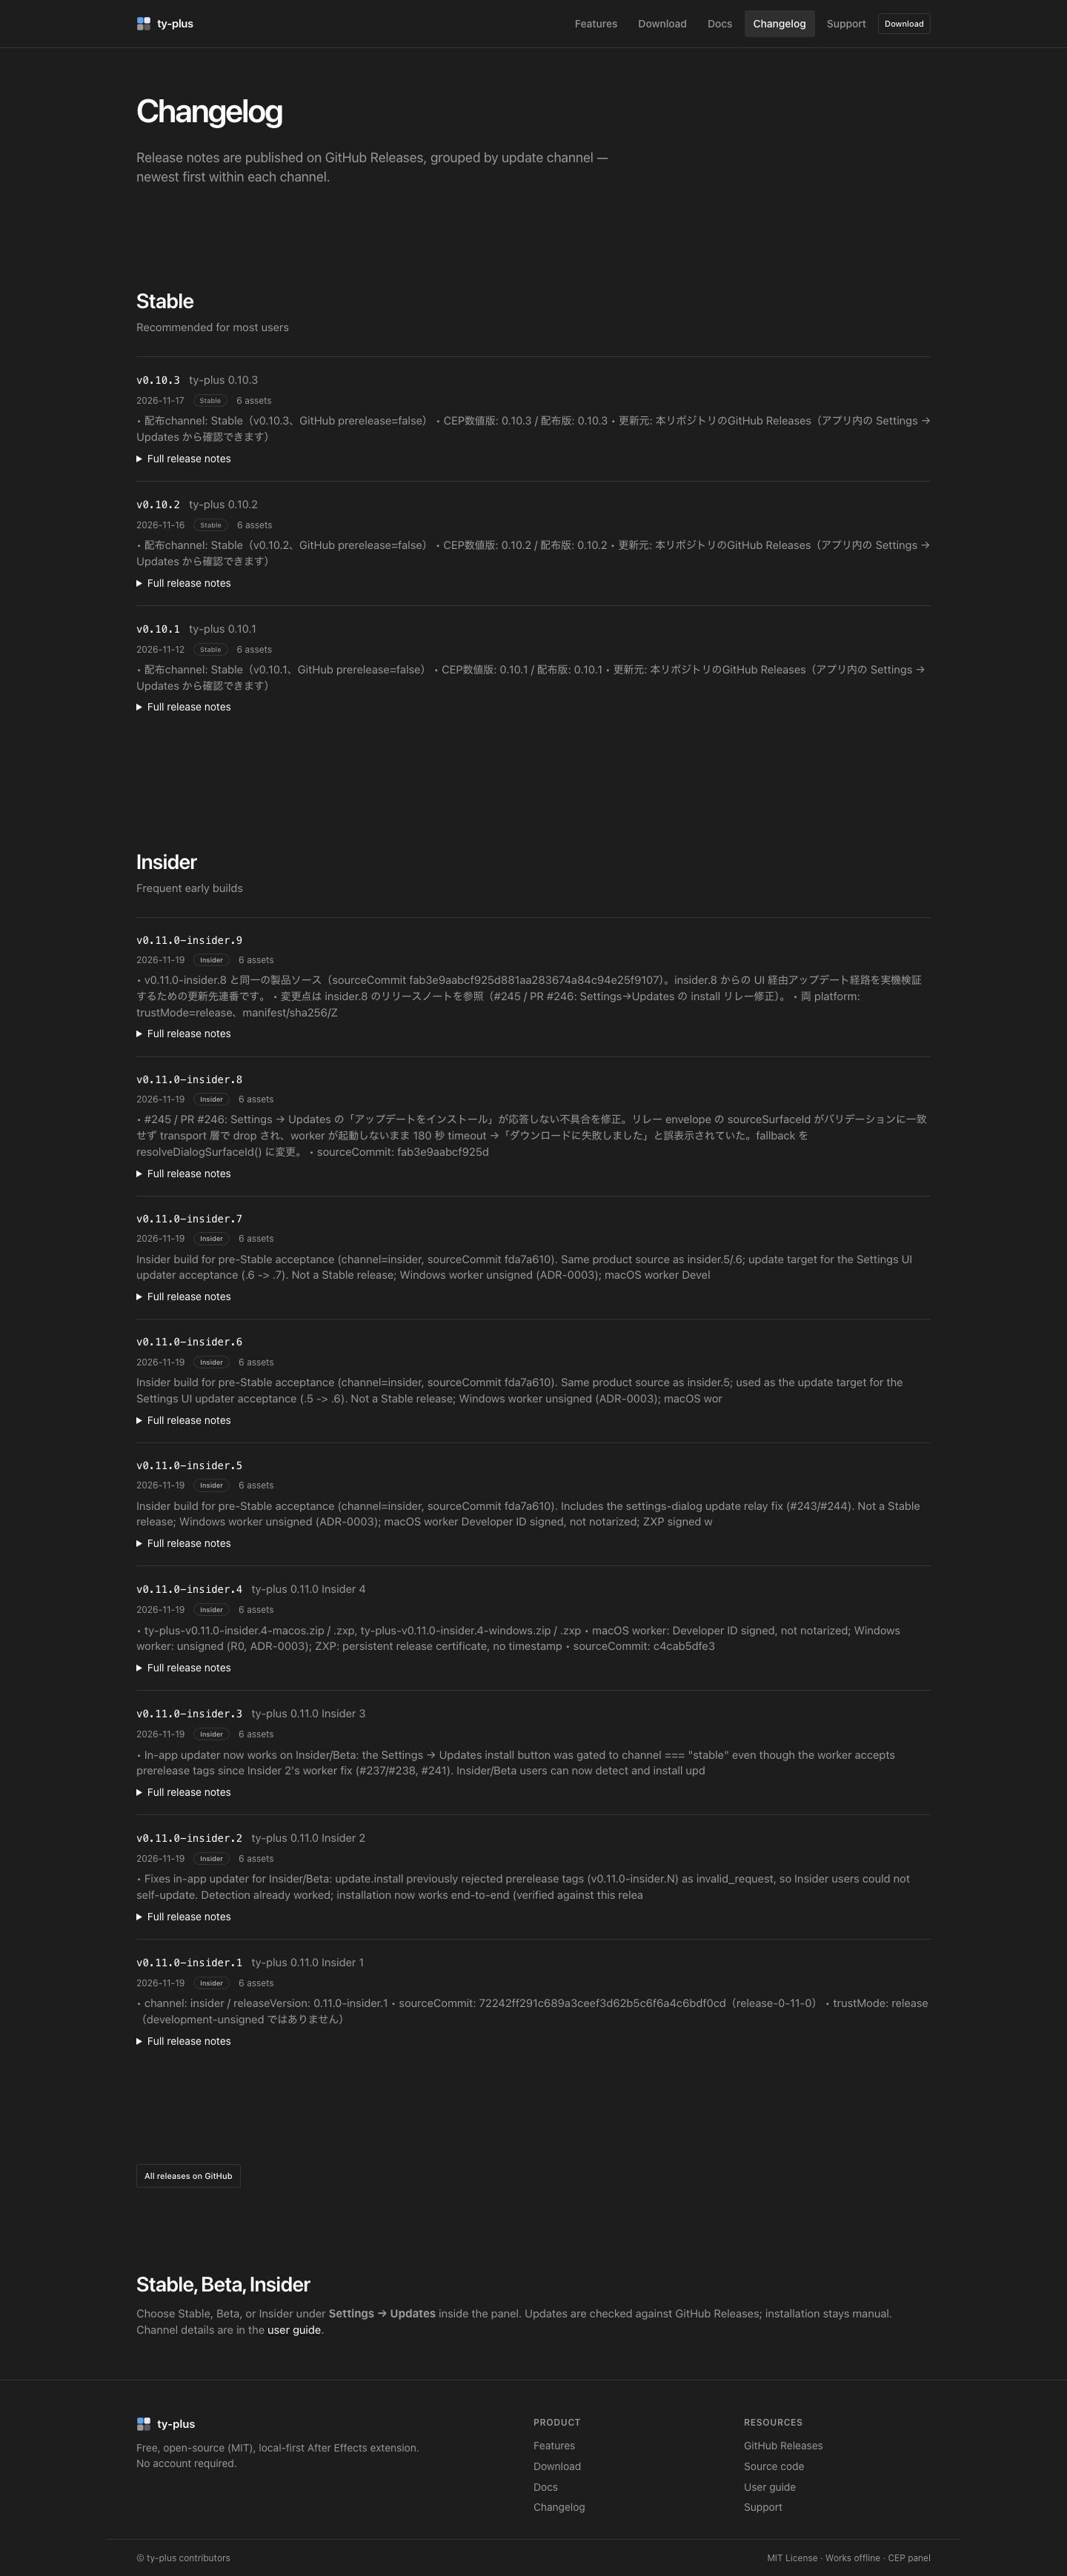 ty-plus
Features
Download
Docs
Changelog
Support
Download
Changelog
Release notes are published on GitHub Releases, grouped by update channel —
newest first within each channel.
Stable
Recommended for most users
v0.10.3 ty-plus 0.10.3
2026-11-17 Stable 6 assets
• 配布channel: Stable（v0.10.3、GitHub prerelease=false） • CEP数値版: 0.10.3 / 配布版: 0.10.3 • 更新元: 本リポジトリのGitHub Releases（アプリ内の Settings →
Updates から確認できます）
▶ Full release notes
v0.10.2 ty-plus 0.10.2
2026-11-16 Stable 6 assets
• 配布channel: Stable（v0.10.2、GitHub prerelease=false） • CEP数値版: 0.10.2 / 配布版: 0.10.2 • 更新元: 本リポジトリのGitHub Releases（アプリ内の Settings →
Updates から確認できます）
▶ Full release notes
v0.10.1 ty-plus 0.10.1
2026-11-12 Stable 6 assets
• 配布channel: Stable（v0.10.1、GitHub prerelease=false） • CEP数値版: 0.10.1 / 配布版: 0.10.1 • 更新元: 本リポジトリのGitHub Releases（アプリ内の Settings →
Updates から確認できます）
▶ Full release notes
Insider
Frequent early builds
v0.11.0-insider.9
2026-11-19 Insider 6 assets
• v0.11.0-insider.8 と同一の製品ソース（sourceCommit fab3e9aabcf925d881aa283674a84c94e25f9107）。insider.8 からの UI 経由アップデート経路を実機検証
するための更新先連番です。 • 変更点は insider.8 のリリースノートを参照（#245 / PR #246: Settings→Updates の install リレー修正）。 • 両 platform:
trustMode=release、manifest/sha256/Z
▶ Full release notes
v0.11.0-insider.8
2026-11-19 Insider 6 assets
• #245 / PR #246: Settings → Updates の「アップデートをインストール」が応答しない不具合を修正。リレー envelope の sourceSurfaceId がバリデーションに一致
せず transport 層で drop され、worker が起動しないまま 180 秒 timeout →「ダウンロードに失敗しました」と誤表示されていた。fallback を
resolveDialogSurfaceId() に変更。 • sourceCommit: fab3e9aabcf925d
▶ Full release notes
v0.11.0-insider.7
2026-11-19 Insider 6 assets
Insider build for pre-Stable acceptance (channel=insider, sourceCommit fda7a610). Same product source as insider.5/.6; update target for the Settings UI
updater acceptance (.6 -> .7). Not a Stable release; Windows worker unsigned (ADR-0003); macOS worker Devel
▶ Full release notes
v0.11.0-insider.6
2026-11-19 Insider 6 assets
Insider build for pre-Stable acceptance (channel=insider, sourceCommit fda7a610). Same product source as insider.5; used as the update target for the
Settings UI updater acceptance (.5 -> .6). Not a Stable release; Windows worker unsigned (ADR-0003); macOS wor
▶ Full release notes
v0.11.0-insider.5
2026-11-19 Insider 6 assets
Insider build for pre-Stable acceptance (channel=insider, sourceCommit fda7a610). Includes the settings-dialog update relay fix (#243/#244). Not a Stable
release; Windows worker unsigned (ADR-0003); macOS worker Developer ID signed, not notarized; ZXP signed w
▶ Full release notes
v0.11.0-insider.4 ty-plus 0.11.0 Insider 4
2026-11-19 Insider 6 assets
• ty-plus-v0.11.0-insider.4-macos.zip / .zxp, ty-plus-v0.11.0-insider.4-windows.zip / .zxp • macOS worker: Developer ID signed, not notarized; Windows
worker: unsigned (R0, ADR-0003); ZXP: persistent release certificate, no timestamp • sourceCommit: c4cab5dfe3
▶ Full release notes
v0.11.0-insider.3 ty-plus 0.11.0 Insider 3
2026-11-19 Insider 6 assets
• In-app updater now works on Insider/Beta: the Settings → Updates install button was gated to channel === "stable" even though the worker accepts
prerelease tags since Insider 2's worker fix (#237/#238, #241). Insider/Beta users can now detect and install upd
▶ Full release notes
v0.11.0-insider.2 ty-plus 0.11.0 Insider 2
2026-11-19 Insider 6 assets
• Fixes in-app updater for Insider/Beta: update.install previously rejected prerelease tags (v0.11.0-insider.N) as invalid_request, so Insider users could not
self-update. Detection already worked; installation now works end-to-end (verified against this relea
▶ Full release notes
v0.11.0-insider.1 ty-plus 0.11.0 Insider 1
2026-11-19 Insider 6 assets
• channel: insider / releaseVersion: 0.11.0-insider.1 • sourceCommit: 72242ff291c689a3ceef3d62b5c6f6a4c6bdf0cd（release-0-11-0） • trustMode: release
（development-unsigned ではありません）
▶ Full release notes
All releases on GitHub
Stable, Beta, Insider
Choose Stable, Beta, or Insider under Settings → Updates inside the panel. Updates are checked against GitHub Releases; installation stays manual.
Channel details are in the user guide.
ty-plus
Free, open-source (MIT), local-first After Effects extension.
No account required.
PRODUCT
Features
Download
Docs
Changelog
RESOURCES
GitHub Releases
Source code
User guide
Support
© ty-plus contributors
MIT License · Works offline · CEP panel